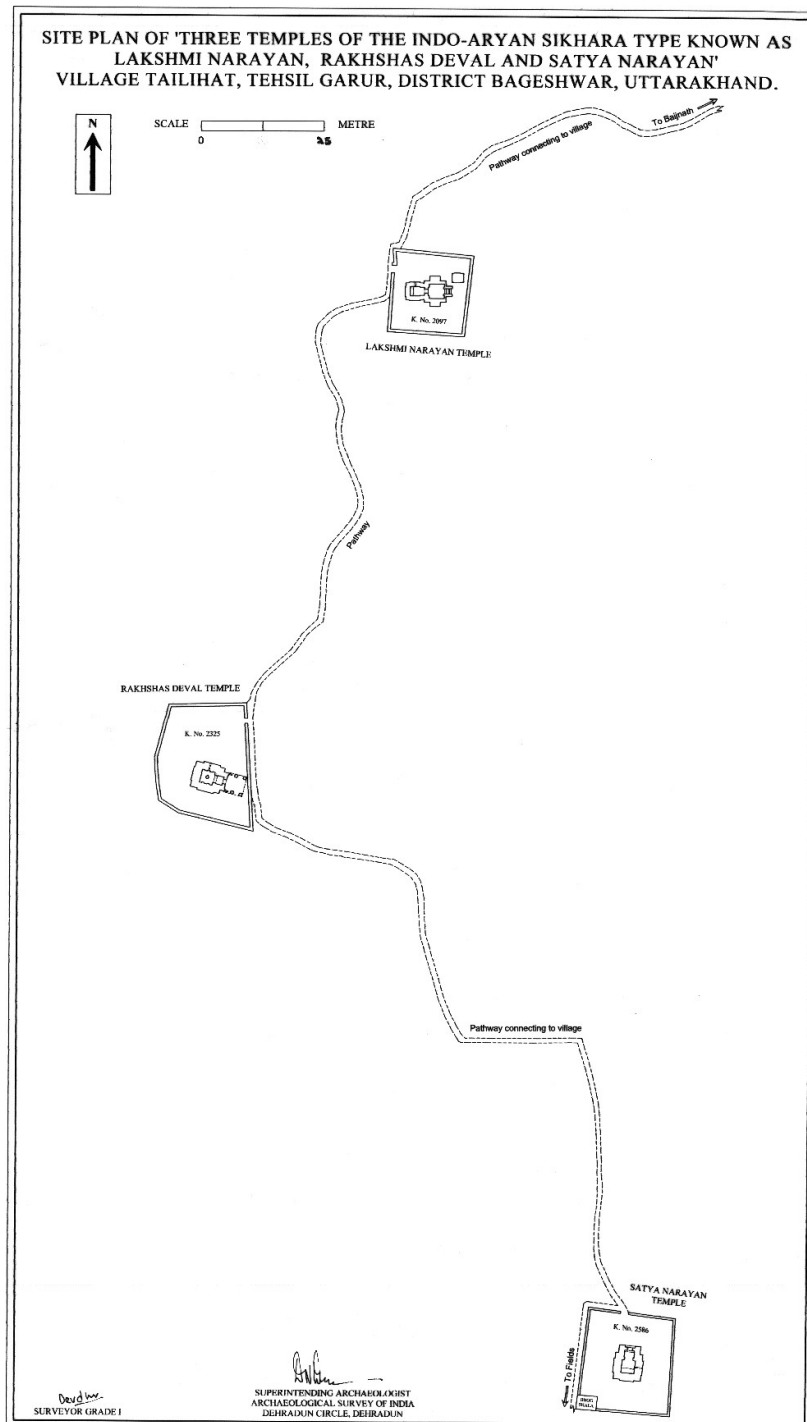 SITE PLAN OF 'THREE TEMPLES OF THE INDO-ARYAN SIKHARA TYPE KNOWN AS
LAKSHMI NARAYAN, RAKHSHAS DEVAL AND SATYA NARAYAN'
VILLAGE TAILIHAT, TEHSIL GARUR, DISTRICT BAGESHWAR, UTTARAKHAND.
N
SCALE
METRE
0
25
To Baijnath
Pathway connecting to village
K. No. 2097
LAKSHMI NARAYAN TEMPLE
Pathway
RAKHSHAS DEVAL TEMPLE
K. No. 2325
Pathway connecting to village
SATYA NARAYAN
TEMPLE
K. No. 2586
To Fields
SHALA
SURVEYOR GRADE I
SUPERINTENDING ARCHAEOLOGIST
ARCHAEOLOGICAL SURVEY OF INDIA
DEHRADUN CIRCLE, DEHRADUN